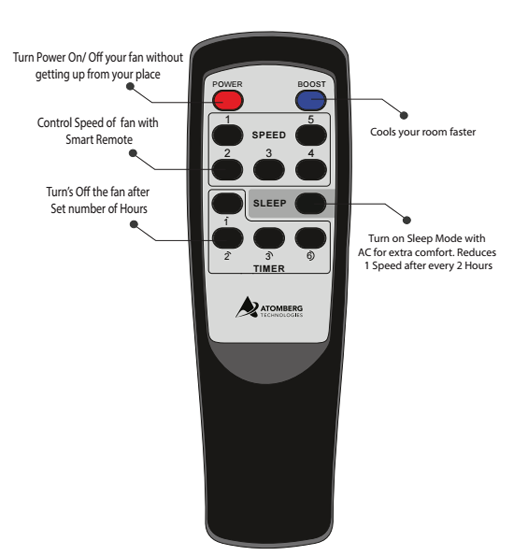 Turn Power On/ Off your fan without
getting up from your place
Control Speed of fan with
Smart Remote
Turn's Off the fan after
Set number of Hours
POWER
BOOST
1
5
SPEED
2
3
4
SLEEP
1
2
3
6
TIMER
ATOMBERG
TECHNOLOGIES
Cools your room faster
Turn on Sleep Mode with
AC for extra comfort. Reduces
1 Speed after every 2 Hours